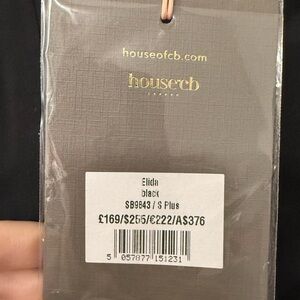 houseofcb.com
housecb
Elida
black
SB9843 / S Plus
£169/$255/€222/A$376
5 057877 151231